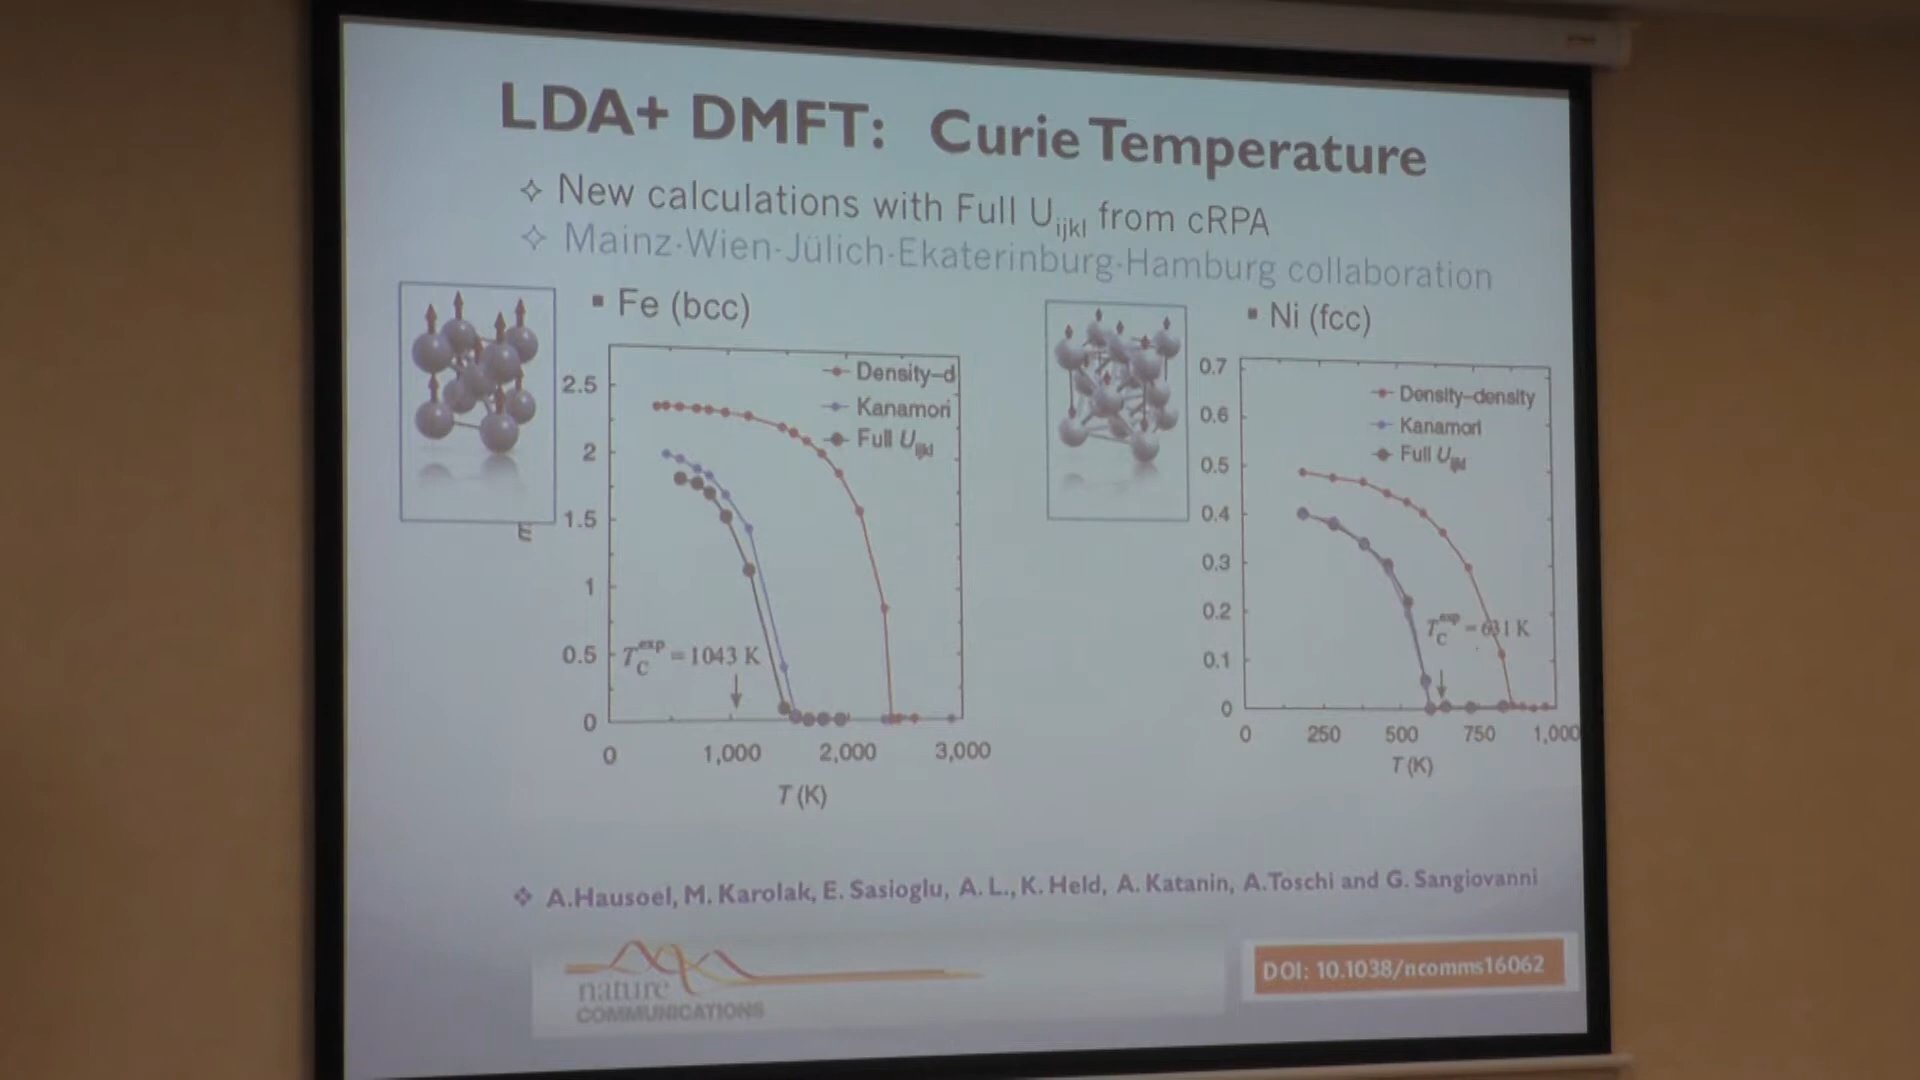 LDA+ DMFT: Curie Temperature
✧ New calculations with Full Uijkl from cRPA
✧ Mainz-Wien-Jülich-Ekaterinburg-Hamburg collaboration
▪ Fe (bcc)
2.5
2
1.5
1
0.5
0
m
Density–d
Kanamori
Full Uijkl
TC exp = 1043 K
0 1,000 2,000 3,000
T (K)
▪ Ni (fcc)
0.7
0.6
0.5
0.4
0.3
0.2
0.1
0
Density–density
Kanamori
Full Uijkl
TC exp = 631 K
0 250 500 750 1,000
T (K)
❖ A.Hausoel, M. Karolak, E. Sasioglu, A. L., K. Held, A. Katanin, A.Toschi and G. Sangiovanni
nature
COMMUNICATIONS
DOI: 10.1038/ncomms16062